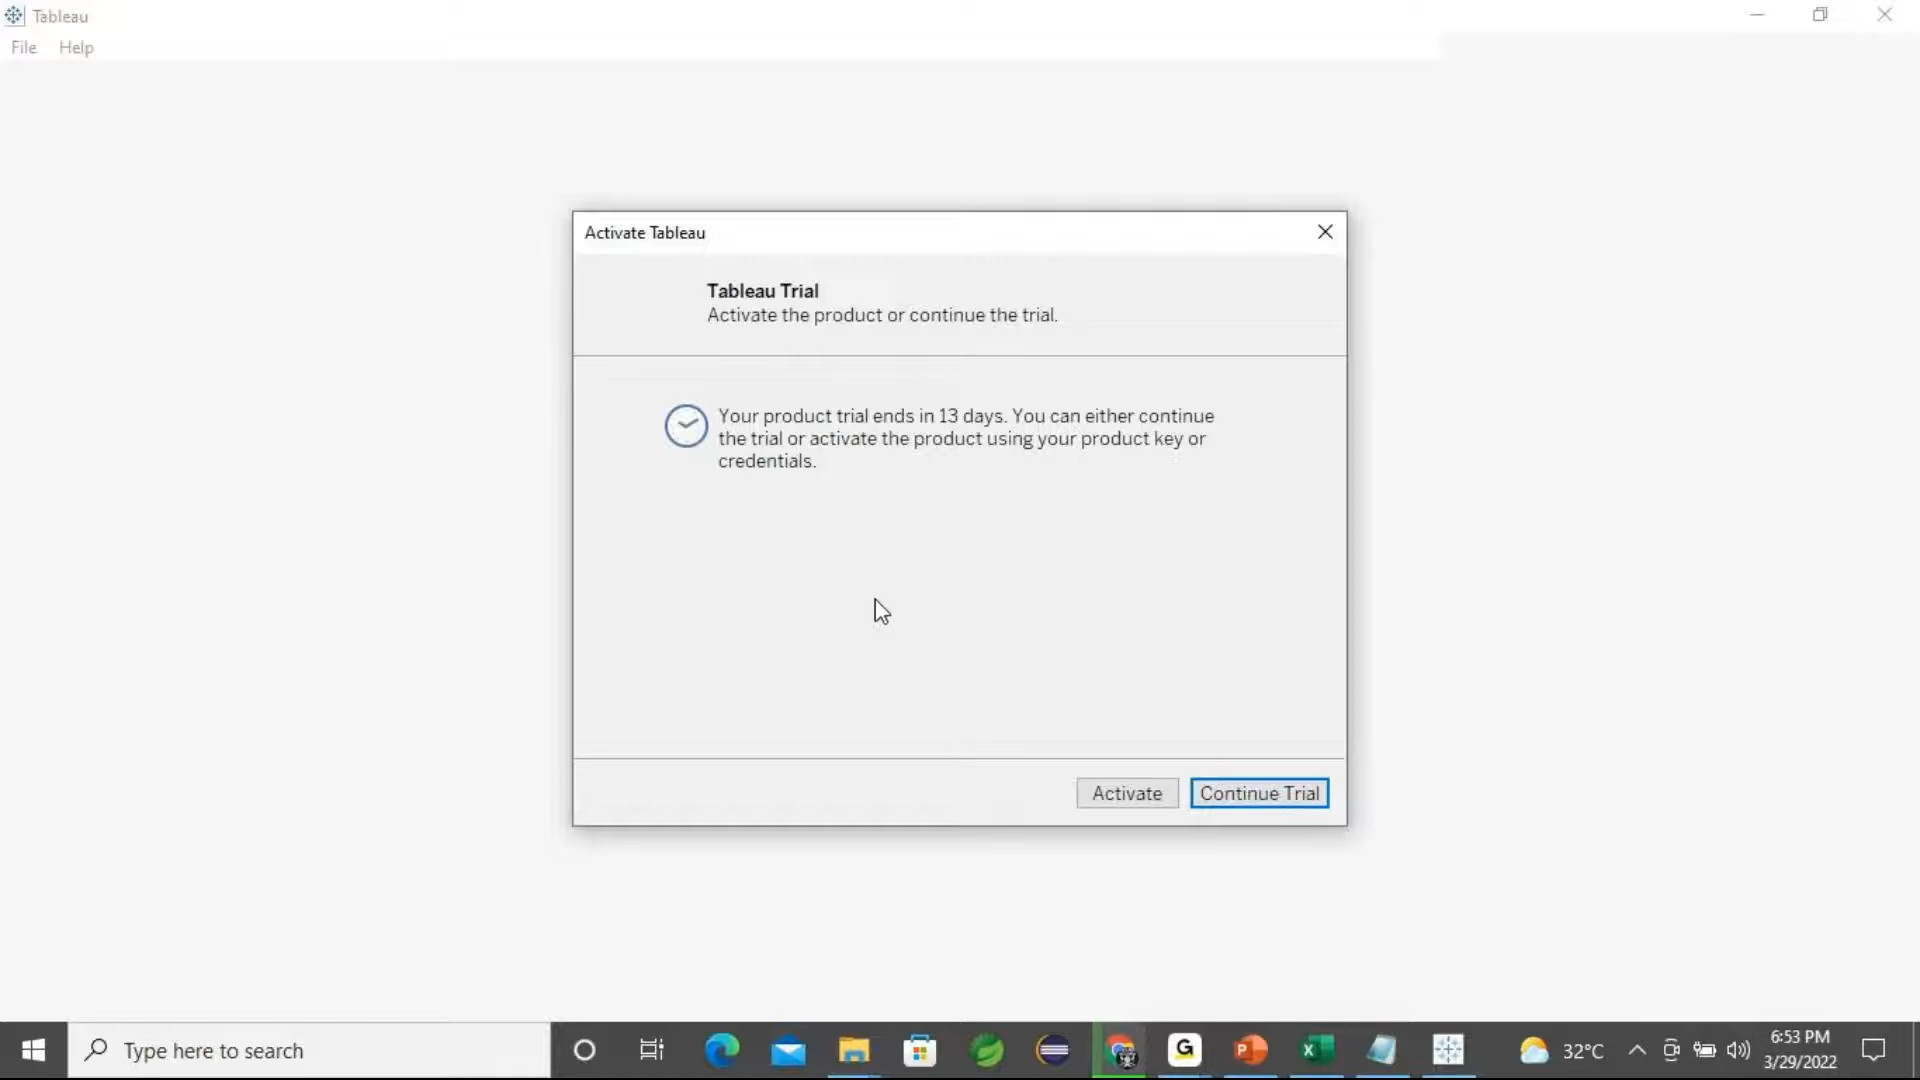 Tableau
File Help
Activate Tableau
Tableau Trial
Activate the product or continue the trial.
Your product trial ends in 13 days. You can either continue
the trial or activate the product using your product key or
credentials.
Activate Continue Trial
Type here to search
G
P
X
32°C
6:53 PM
3/29/2022